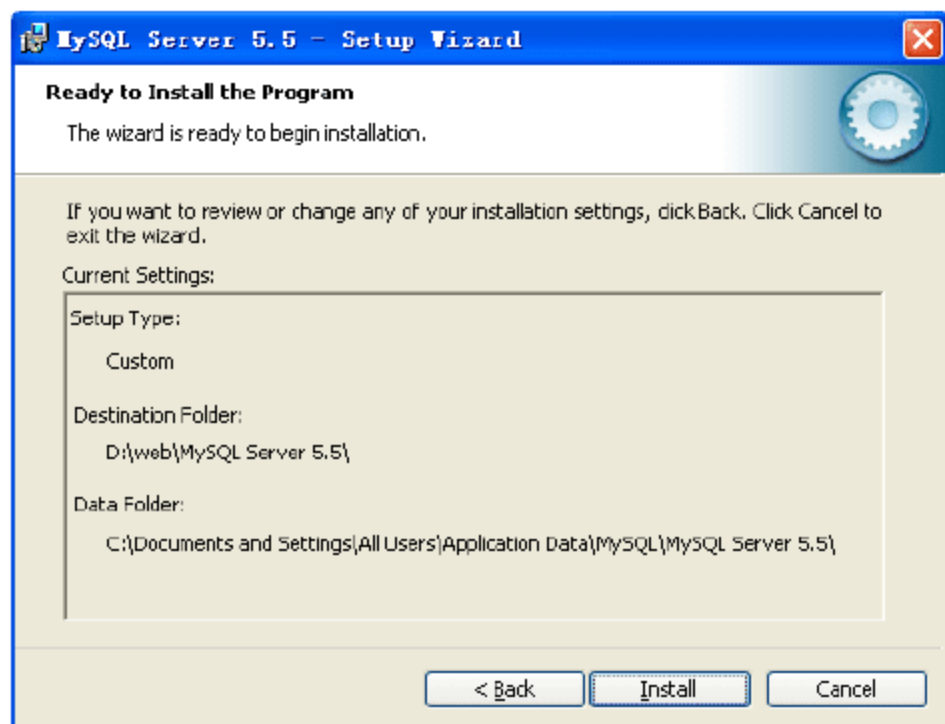 MySQL Server 5.5 - Setup Wizard
Ready to Install the Program
The wizard is ready to begin installation.
If you want to review or change any of your installation settings, click Back. Click Cancel to
exit the wizard.
Current Settings:
Setup Type:
Custom
Destination Folder:
D:\web\MySQL Server 5.5\
Data Folder:
C:\Documents and Settings\All Users\Application Data\MySQL\MySQL Server 5.5\
< Back
Install
Cancel